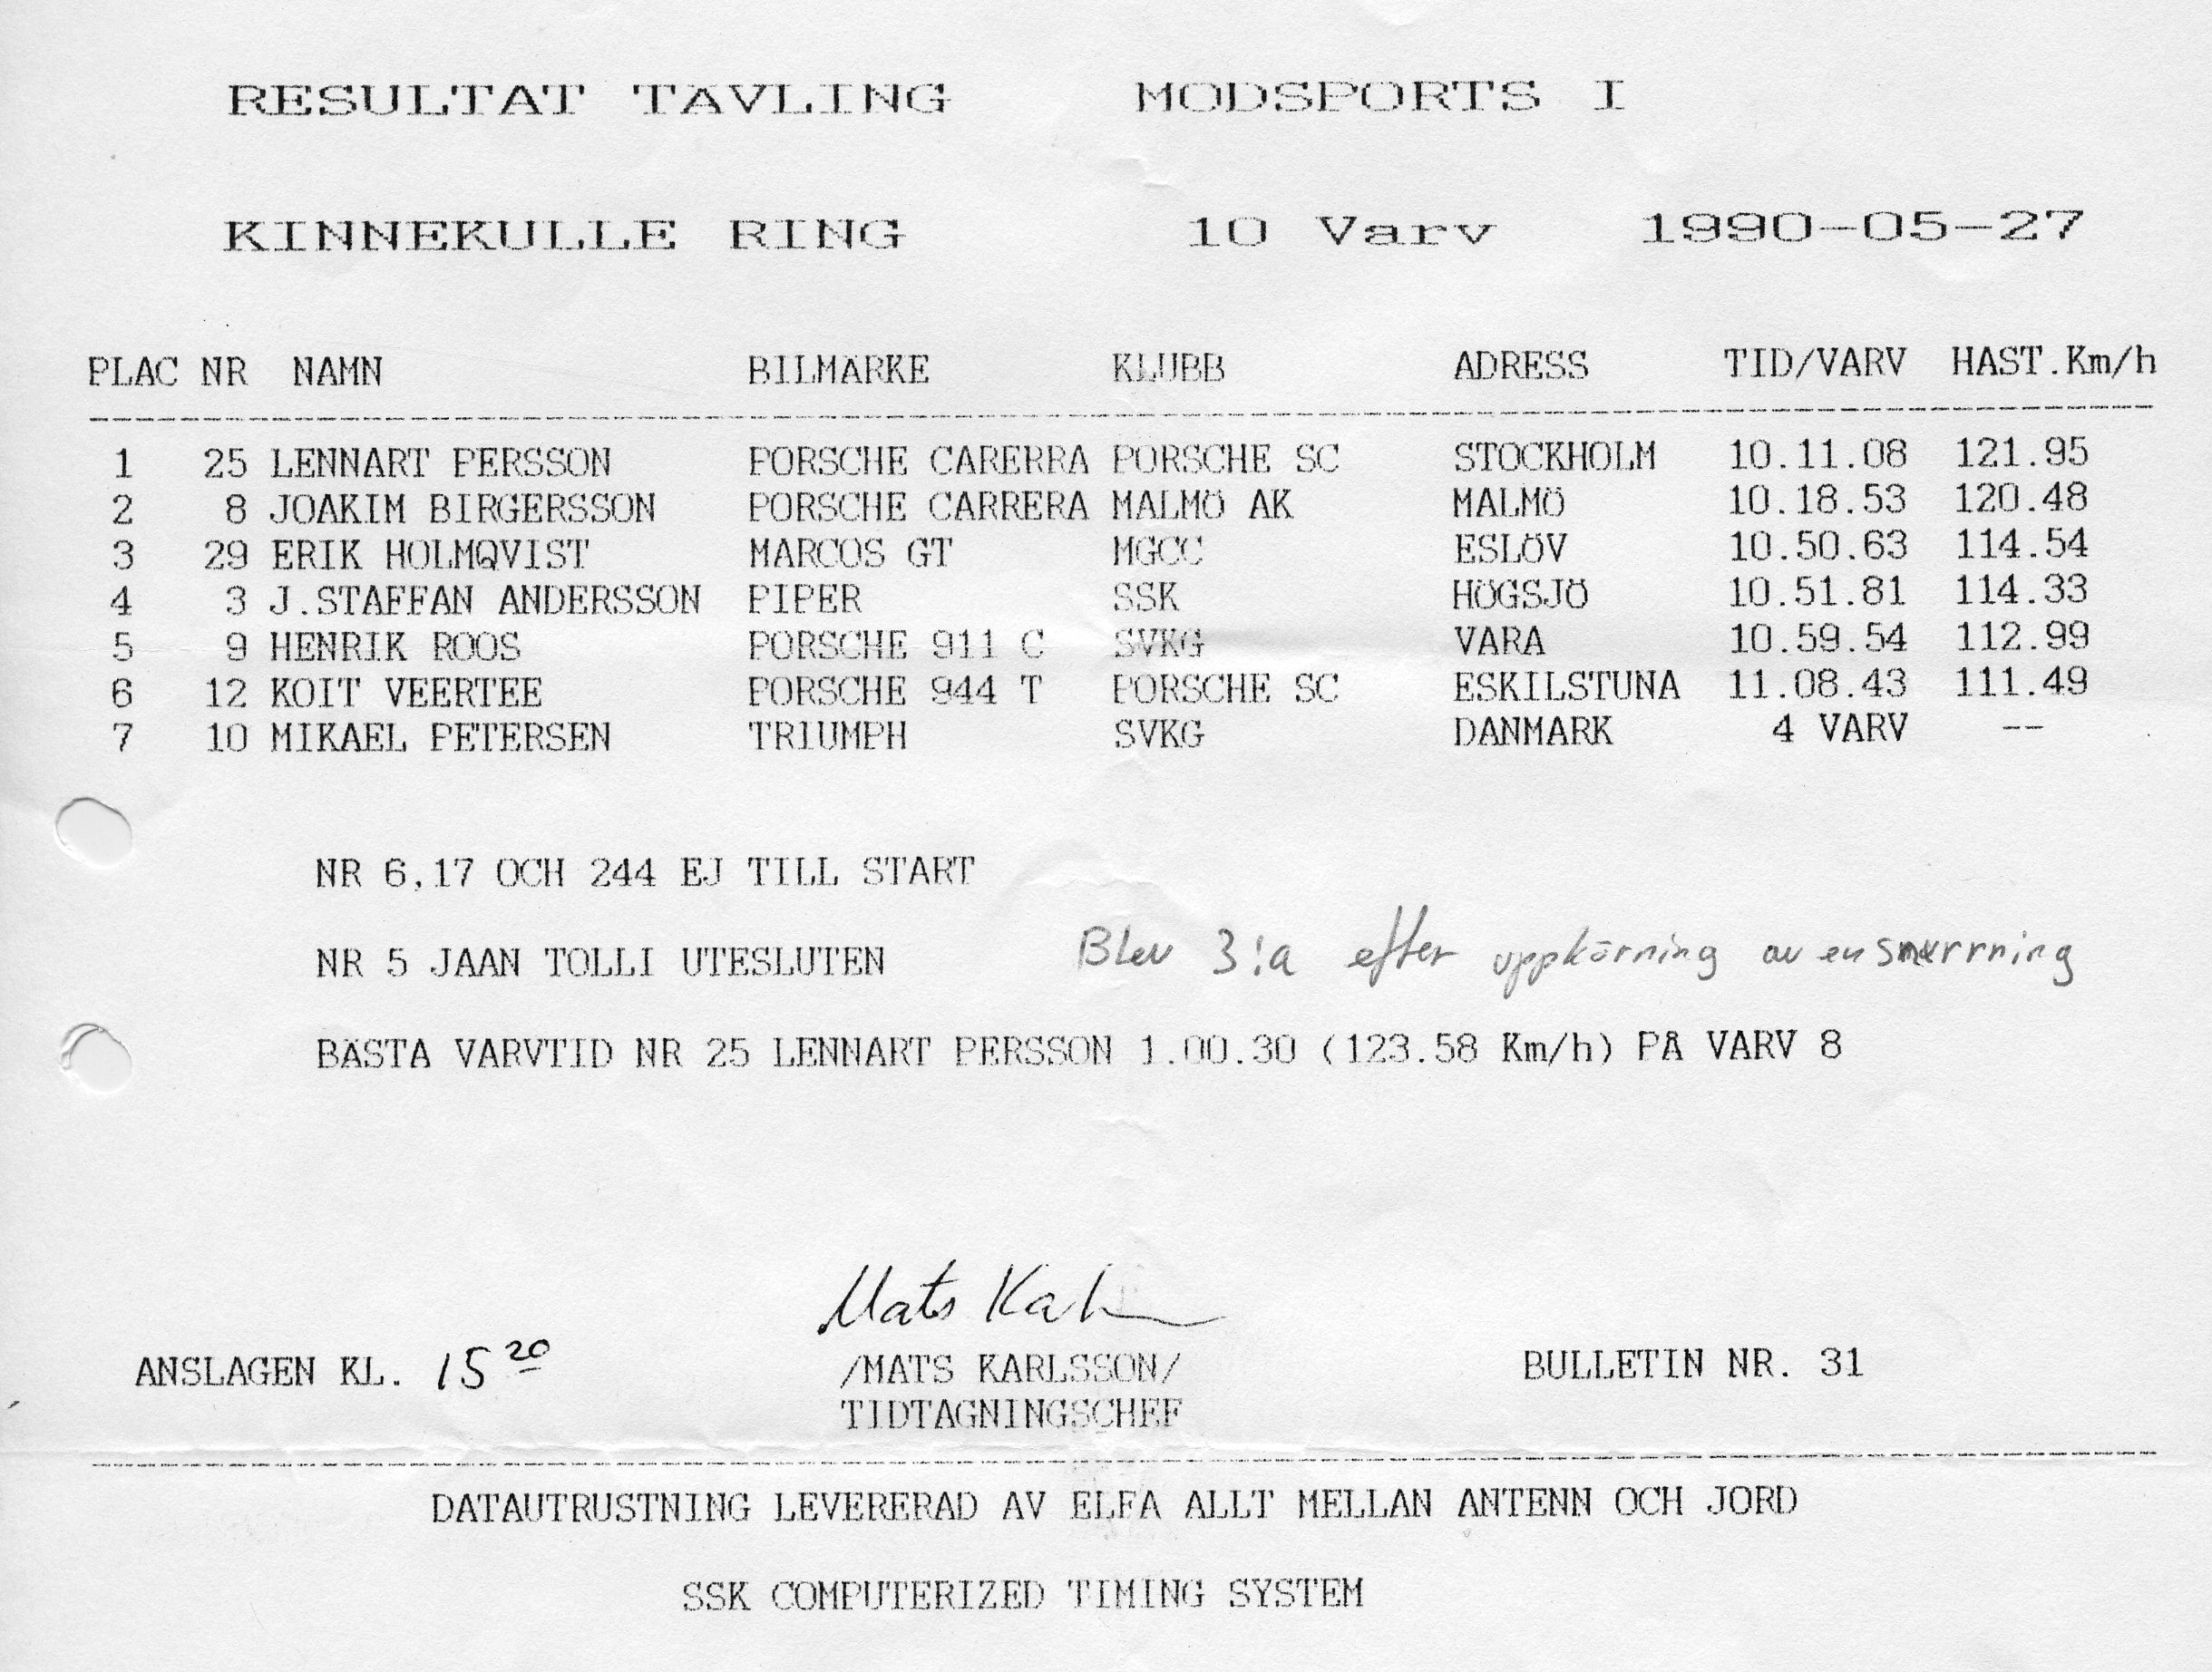 RESULTAT TÄVLING MODSPORTS I
KINNEKULLE RING 10 Varv 1990-05-27
PLAC NR NAMN BILMÄRKE KLUBB ADRESS TID/VARV HAST.Km/h
1 25 LENNART PERSSON PORSCHE CARERRA PORSCHE SC STOCKHOLM 10.11.08 121.95
2 8 JOAKIM BIRGERSSON PORSCHE CARRERA MALMÖ AK MALMÖ 10.18.53 120.48
3 29 ERIK HOLMQVIST MARCOS GT MGCC ESLÖV 10.50.63 114.54
4 3 J.STAFFAN ANDERSSON PIPER SSK HÖGSJÖ 10.51.81 114.33
5 9 HENRIK ROOS PORSCHE 911 C SVKG VARA 10.59.54 112.99
6 12 KOIT VEERTEE PORSCHE 944 T PORSCHE SC ESKILSTUNA 11.08.43 111.49
7 10 MIKAEL PETERSEN TRIUMPH SVKG DANMARK 4 VARV --
NR 6,17 OCH 244 EJ TILL START
NR 5 JAAN TOLLI UTESLUTEN Blev 3:a efter uppkörning av en snurrning
BÄSTA VARVTID NR 25 LENNART PERSSON 1.00.30 (123.58 Km/h) PÅ VARV 8
Mats Karlsson
ANSLAGEN KL. 15 20 /MATS KARLSSON/ BULLETIN NR. 31
TIDTAGNINGSCHEF
DATAUTRUSTNING LEVERERAD AV ELFA ALLT MELLAN ANTENN OCH JORD
SSK COMPUTERIZED TIMING SYSTEM